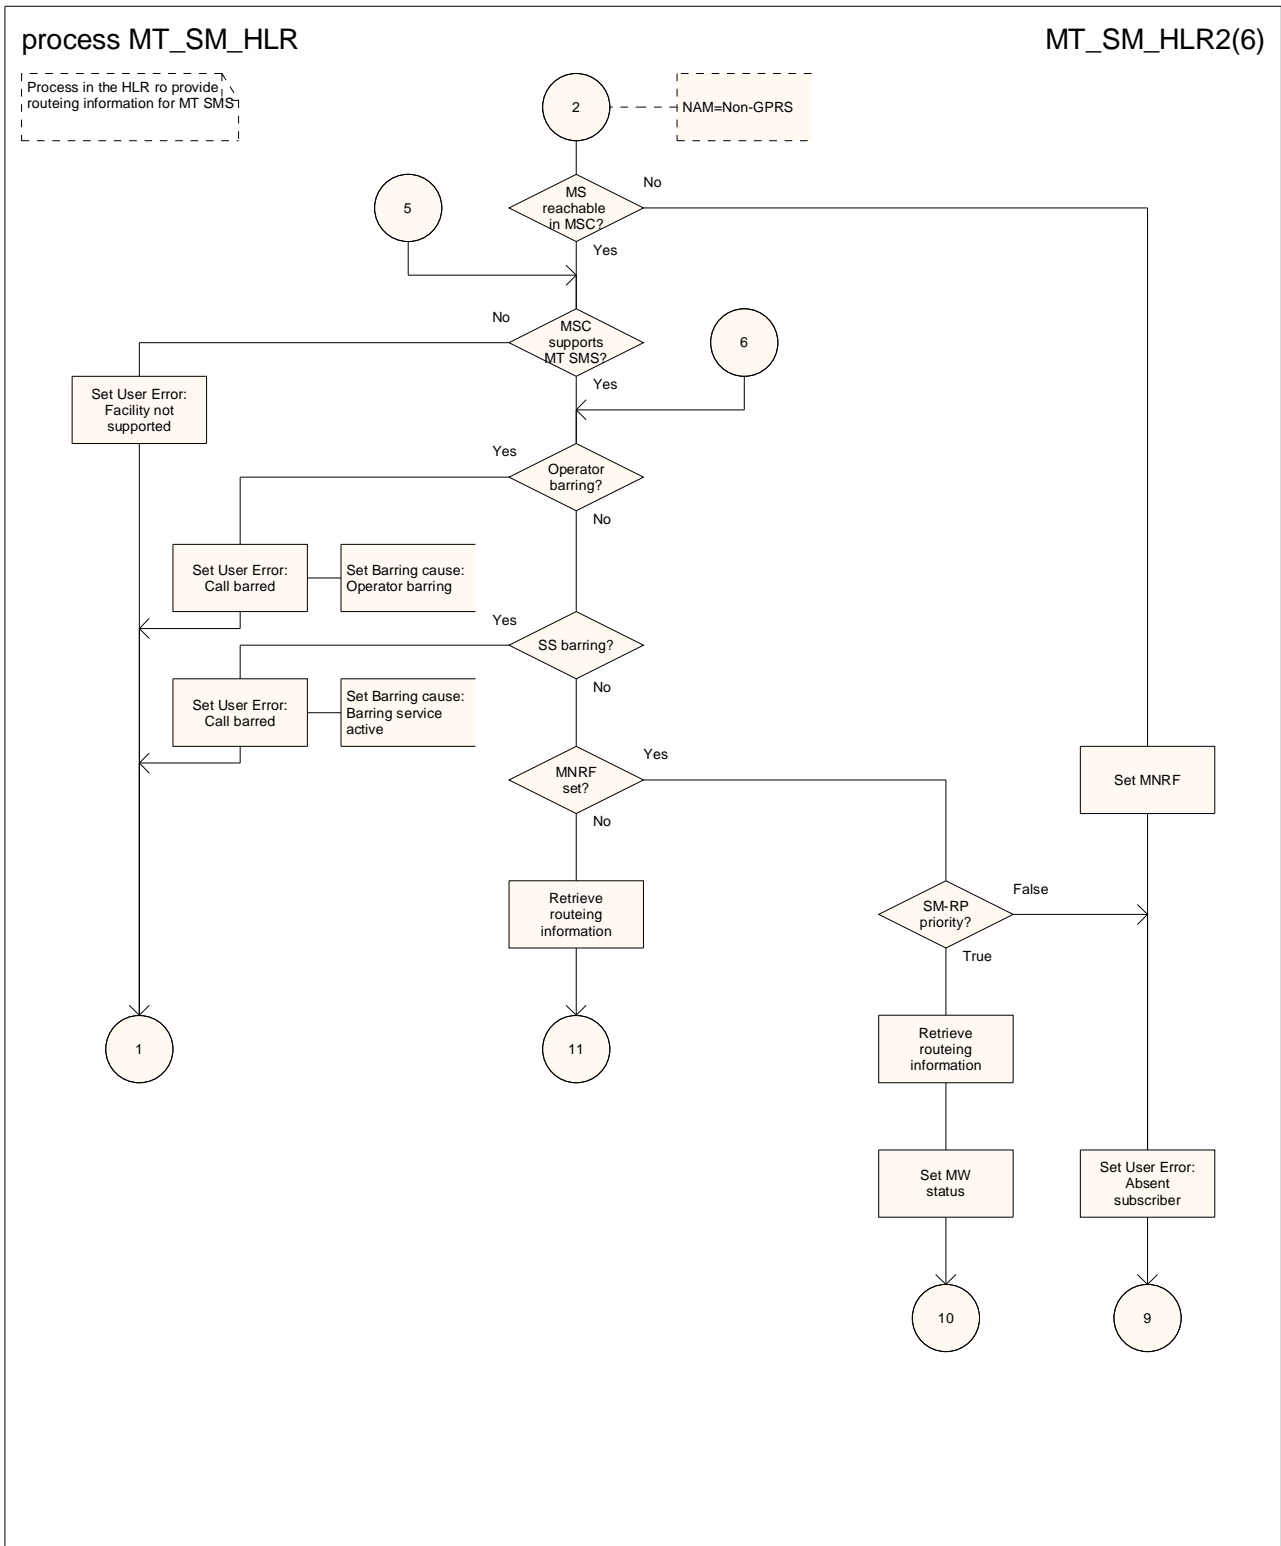 process MT_SM_HLR
MT_SM_HLR2(6)
Process in the HLR ro provide
routeing information for MT SMS
2
NAM=Non-GPRS
MS
reachable
in MSC?
No
Yes
5
No
MSC
supports
MT SMS?
Yes
6
Set User Error:
Facility not
supported
Yes
Operator
barring?
No
Set User Error:
Call barred
Set Barring cause:
Operator barring
Yes
SS barring?
No
Set User Error:
Call barred
Set Barring cause:
Barring service
active
MNRF
set?
Yes
No
Set MNRF
Retrieve
routeing
information
SM-RP
priority?
False
True
1
11
Retrieve
routeing
information
Set MW
status
Set User Error:
Absent
subscriber
10
9